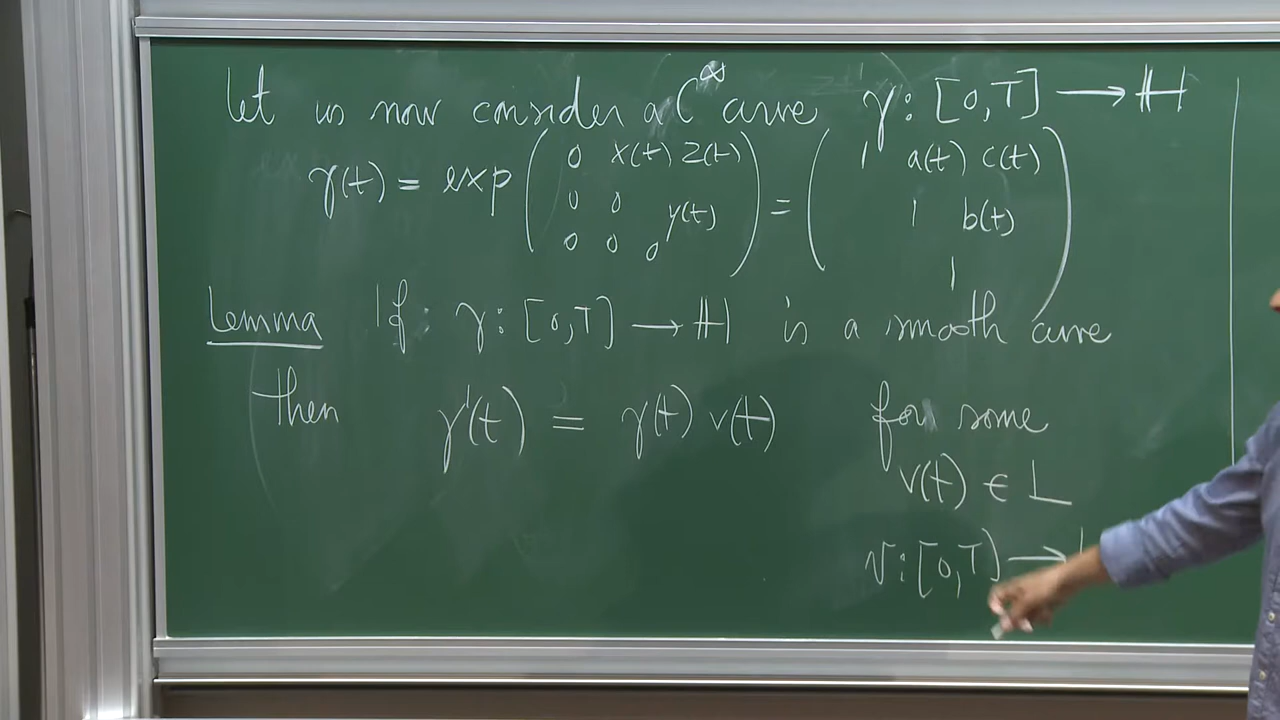 Let us now consider a C^∞ curve γ : [0,T] → ℍ
γ(t) = exp ( 0 x(t) z(t) ) = ( 1 a(t) c(t) )
0 0 y(t) 1 b(t)
0 0 0 1
Lemma If: γ : [0,T] → ℍ is a smooth curve
then γ'(t) = γ(t) v(t) for some
v(t) ∈ L
v : [0,T] →